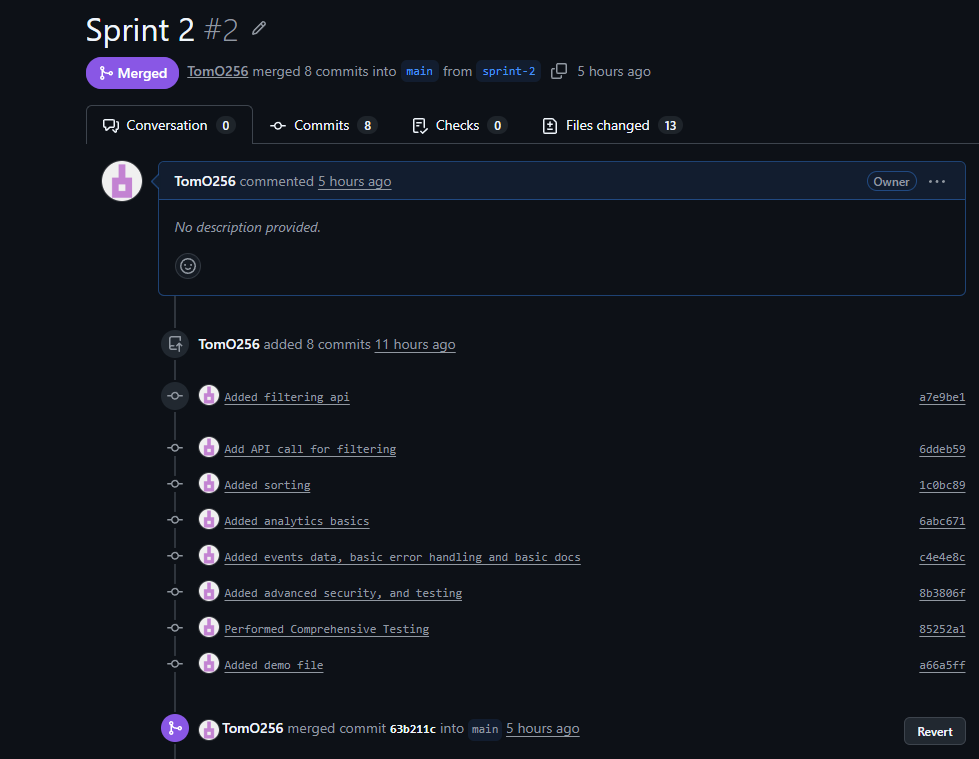 Sprint 2 #2
Merged TomO256 merged 8 commits into main from sprint-2 5 hours ago
Conversation 0 Commits 8 Checks 0 Files changed 13
TomO256 commented 5 hours ago Owner
No description provided.
TomO256 added 8 commits 11 hours ago
Added filtering api a7e9be1
Add API call for filtering 6ddeb59
Added sorting 1c0bc89
Added analytics basics 6abc671
Added events data, basic error handling and basic docs c4e4e8c
Added advanced security, and testing 8b3806f
Performed Comprehensive Testing 85252a1
Added demo file a66a5ff
TomO256 merged commit 63b211c into main 5 hours ago Revert